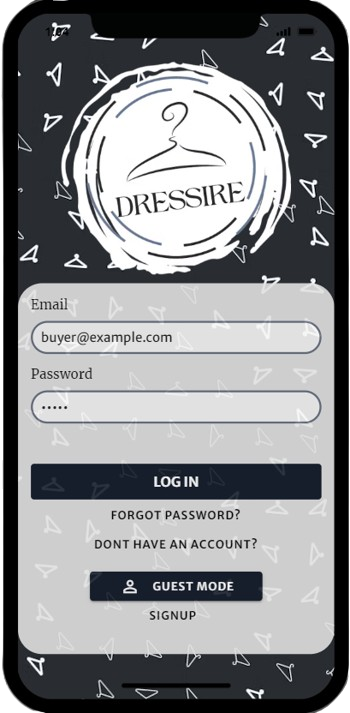 DRESSIRE
Email
buyer@example.com
Password
•••••
LOG IN
FORGOT PASSWORD?
DONT HAVE AN ACCOUNT?
GUEST MODE
SIGNUP